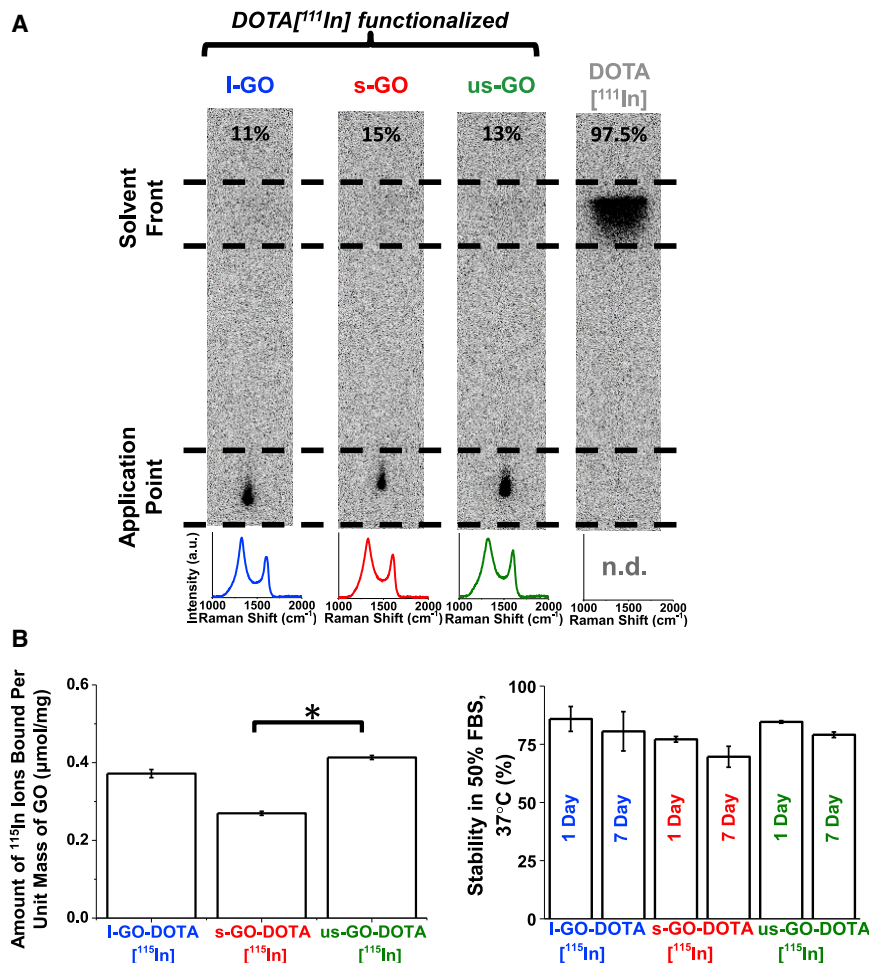 A
DOTA[¹¹¹In] functionalized
l-GO
s-GO
us-GO
DOTA
[¹¹¹In]
11%
15%
13%
97.5%
Solvent
Front
Application
Point
Intensity (a.u.)
n.d.
1000 1500 2000
Raman Shift (cm⁻¹)
1000 1500 2000
Raman Shift (cm⁻¹)
1000 1500 2000
Raman Shift (cm⁻¹)
1000 1500 2000
Raman Shift (cm⁻¹)
B
Amount of ¹¹⁵In Ions Bound Per
Unit Mass of GO (µmol/mg)
0.6
0.4
0.2
0.0
*
l-GO-DOTA
[¹¹⁵In]
s-GO-DOTA
[¹¹⁵In]
us-GO-DOTA
[¹¹⁵In]
Stability in 50% FBS,
37°C (%)
100
75
50
25
0
1 Day
7 Day
1 Day
7 Day
1 Day
7 Day
l-GO-DOTA
[¹¹⁵In]
s-GO-DOTA
[¹¹⁵In]
us-GO-DOTA
[¹¹⁵In]